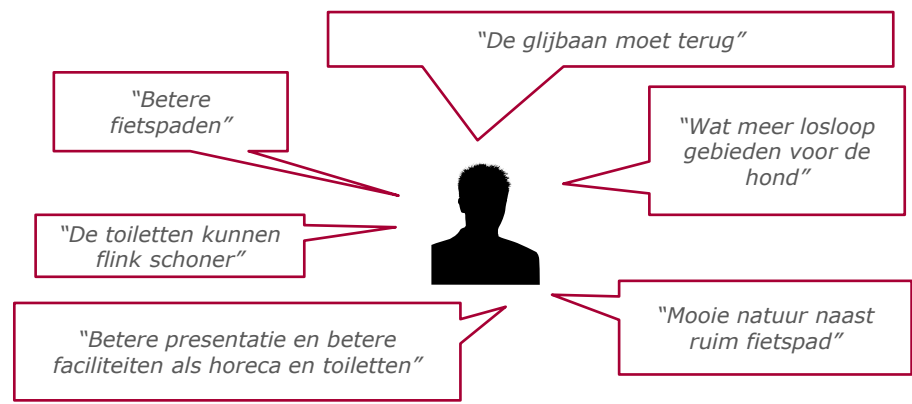 “De glijbaan moet terug”
“Betere
fietspaden”
“Wat meer losloop
gebieden voor de
hond”
“De toiletten kunnen
flink schoner”
“Mooie natuur naast
ruim fietspad”
“Betere presentatie en betere
faciliteiten als horeca en toiletten”